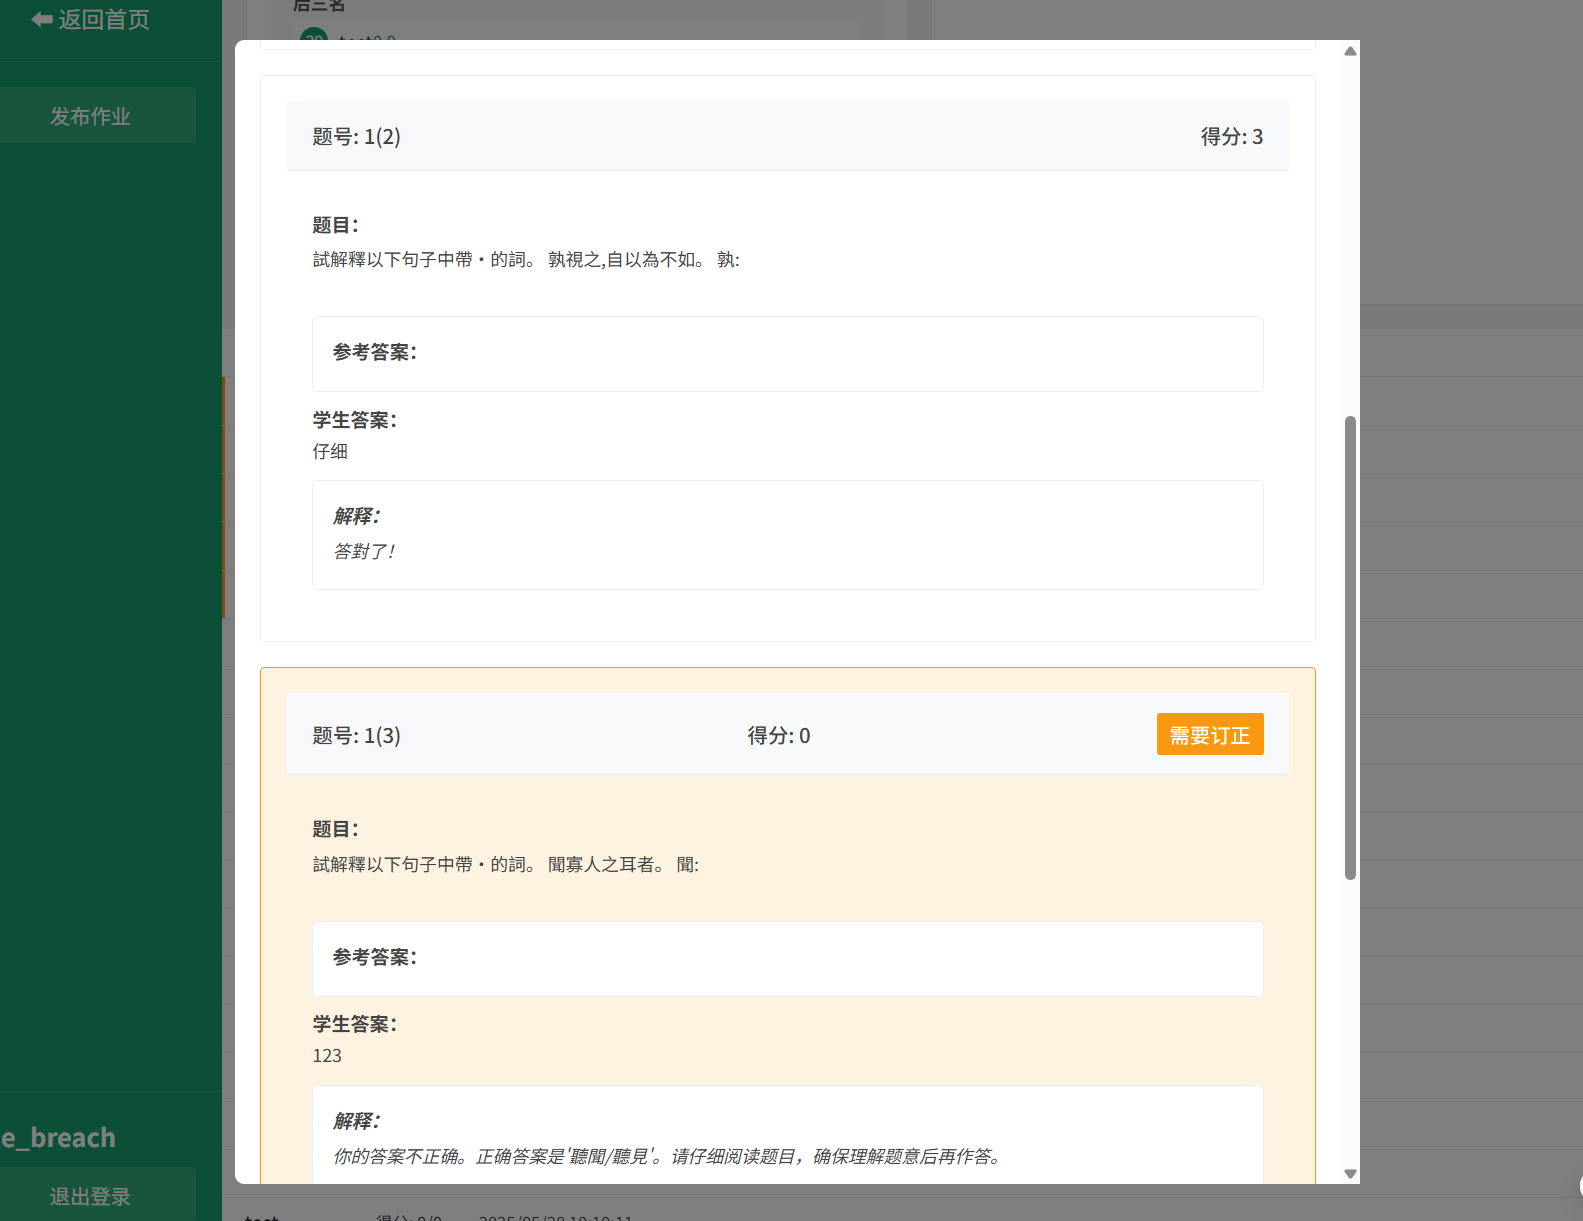 返回首页
发布作业
后三名
题号: 1(2)
得分: 3
题目：
試解釋以下句子中帶·的詞。 孰視之,自以為不如。 孰:
参考答案：
学生答案：
仔细
解释：
答對了！
题号: 1(3)
得分: 0
需要订正
题目：
試解釋以下句子中帶·的詞。 聞寡人之耳者。 聞:
参考答案：
学生答案：
123
解释：
你的答案不正确。正确答案是'聽聞/聽見'。请仔细阅读题目，确保理解题意后再作答。
e_breach
退出登录